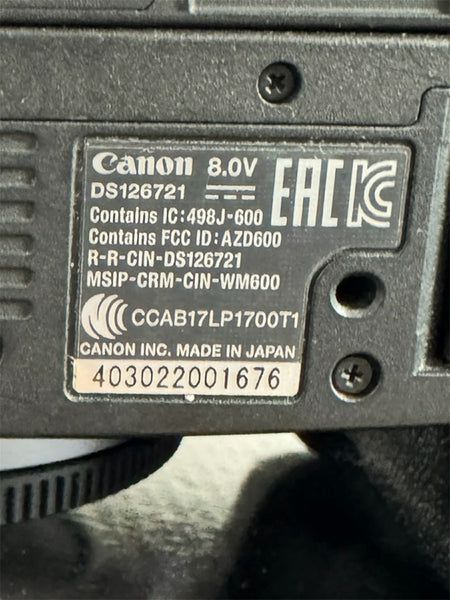 Canon 8.0V
DS126721
EAC
Contains IC:498J-600
Contains FCC ID:AZD600
R-R-CIN-DS126721
MSIP-CRM-CIN-WM600
CCAB17LP1700T1
CANON INC. MADE IN JAPAN
403022001676